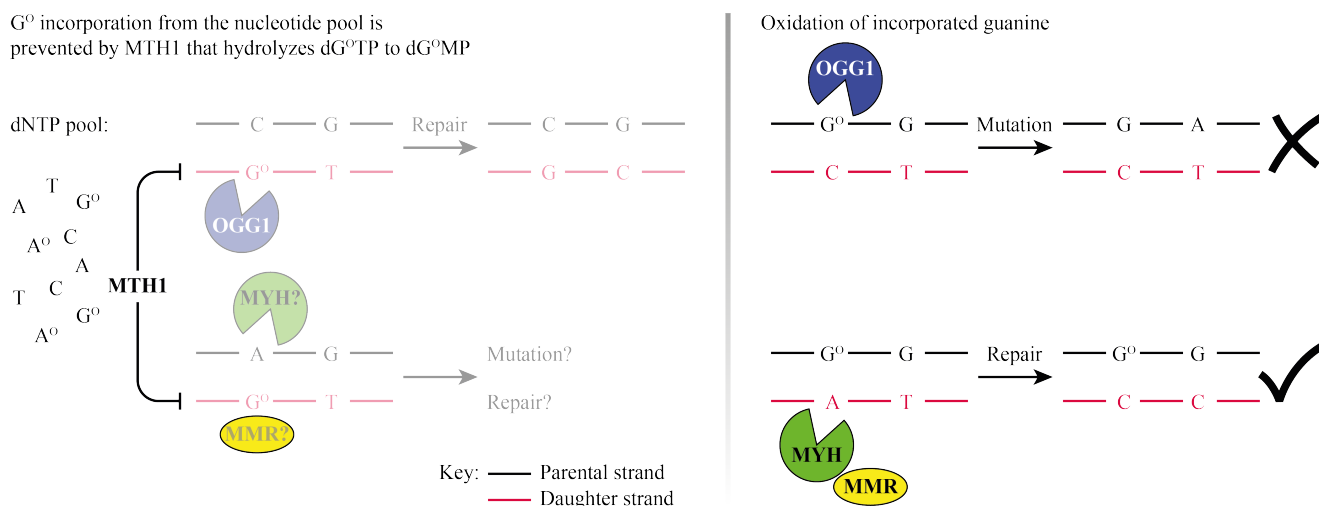 Gᴼ incorporation from the nucleotide pool is
prevented by MTH1 that hydrolyzes dGᴼTP to dGᴼMP
dNTP pool:
C G Repair C G
Gᴼ T G C
OGG1
T
A Gᴼ
C
Aᴼ
A
MTH1
C
T
Gᴼ
Aᴼ
MYH?
A G Mutation?
Gᴼ T Repair?
MMR?
Key: Parental strand
Daughter strand
Oxidation of incorporated guanine
OGG1
Gᴼ G Mutation G A
C T C T
Gᴼ G Repair Gᴼ G
A T C C
MYH
MMR